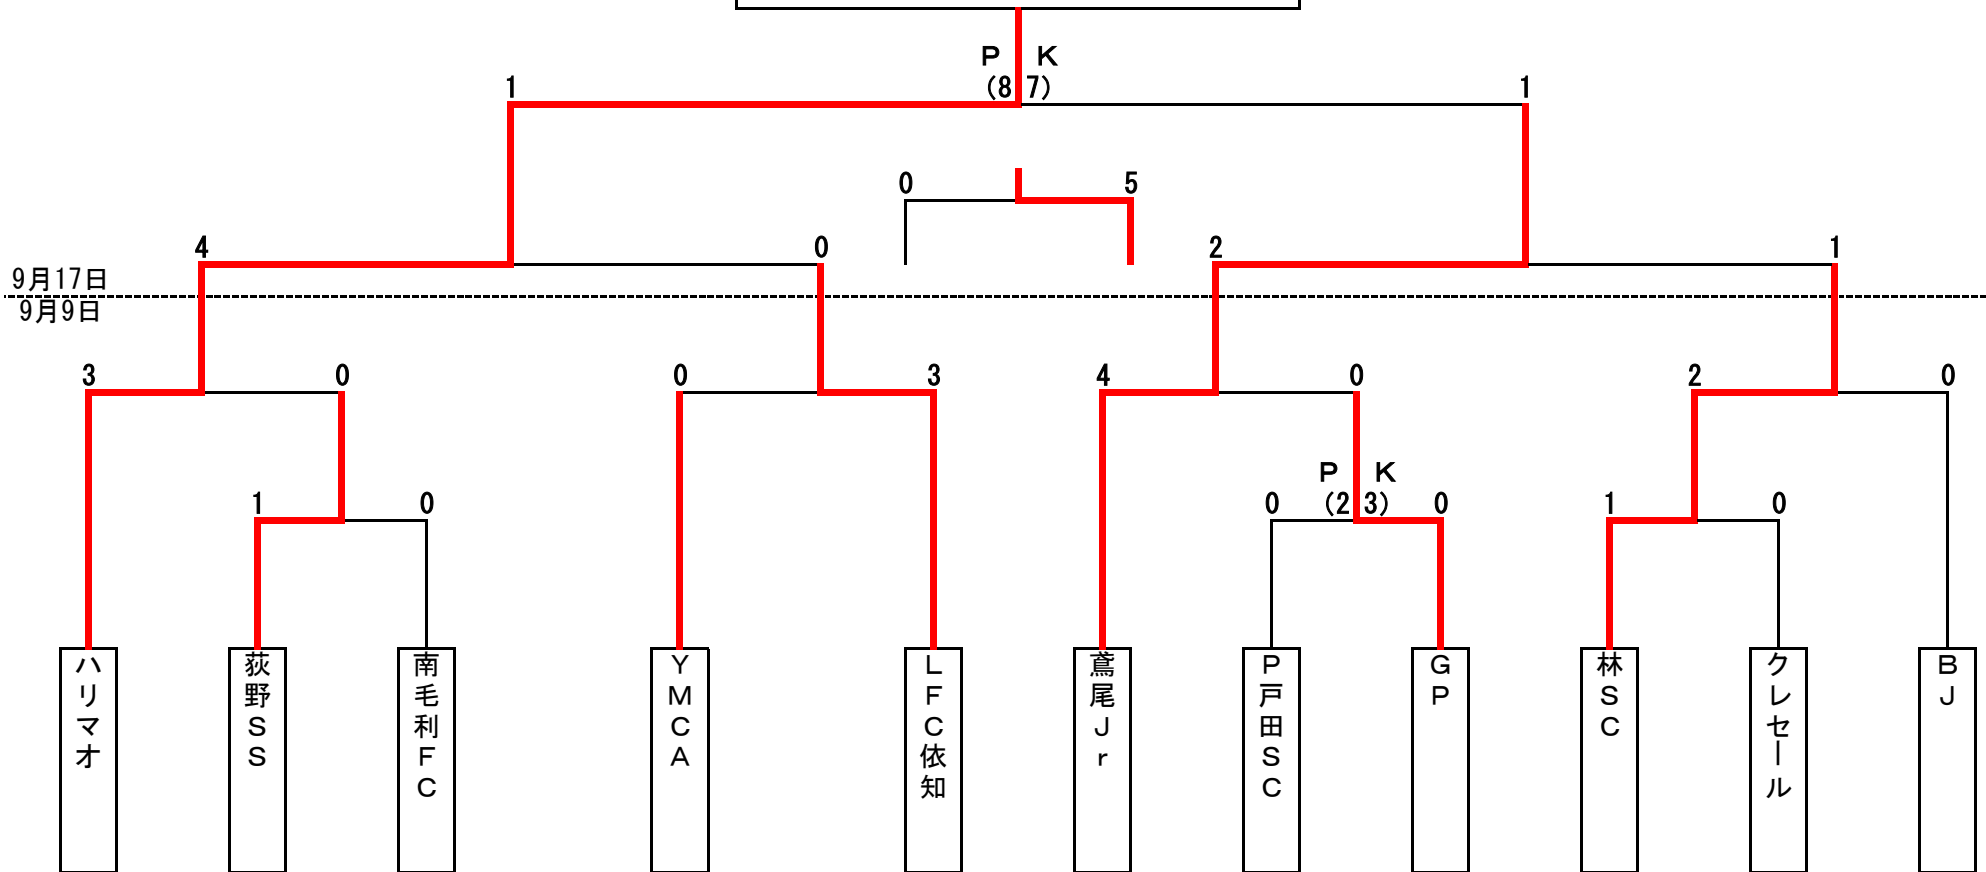 Ｐ Ｋ
1 (8 7) 1
0 5
4 0 2 1
9月17日
9月9日
3 0 0 3 4 0 2 0
Ｐ Ｋ
1 0 0 (2 3) 0 1 0
ハリマオ
荻野ＳＳ
南毛利ＦＣ
ＹＭＣＡ
ＬＦＣ依知
鳶尾Ｊｒ
Ｐ戸田ＳＣ
ＧＰ
林ＳＣ
クレセール
ＢＪ